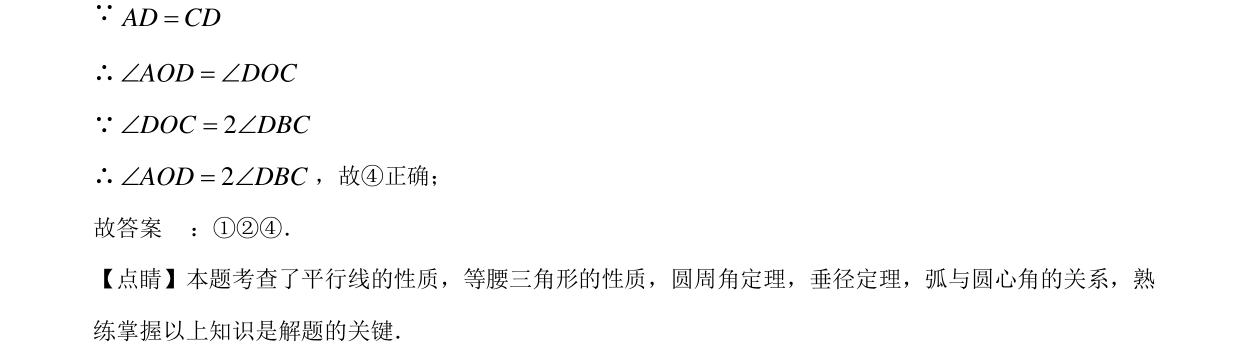 ∵ AD=CD
∴ ∠AOD=∠DOC
∵ ∠DOC=2∠DBC
∴ ∠AOD=2∠DBC，故④正确；
故答案 ：①②④．
【点睛】本题考查了平行线的性质，等腰三角形的性质，圆周角定理，垂径定理，弧与圆心角的关系，熟
练掌握以上知识是解题的关键．